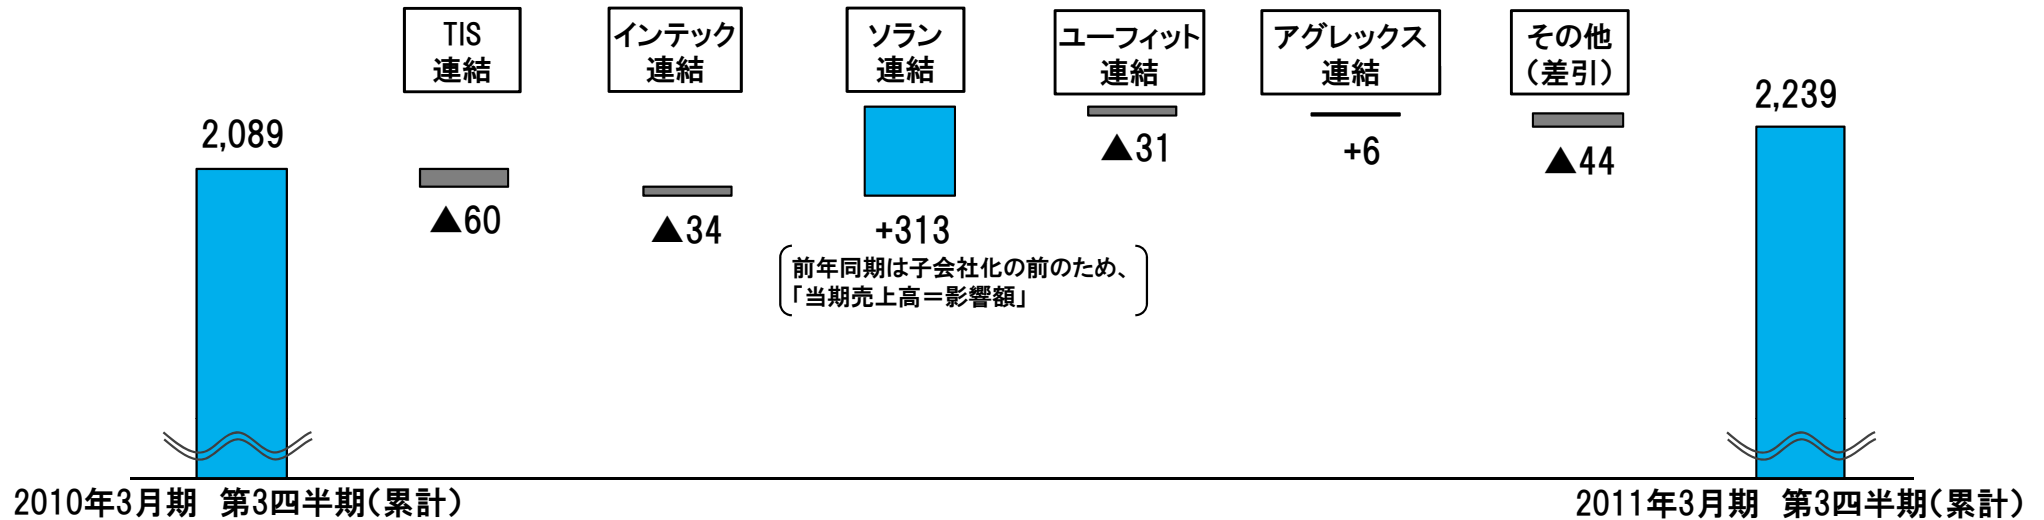 TIS
連結
インテック
連結
ソラン
連結
ユーフィット
連結
アグレックス
連結
その他
（差引）
2,089
▲60
▲34
+313
▲31
+6
▲44
2,239
前年同期は子会社化の前のため、
「当期売上高＝影響額」
2010年3月期　第3四半期（累計）
2011年3月期　第3四半期（累計）